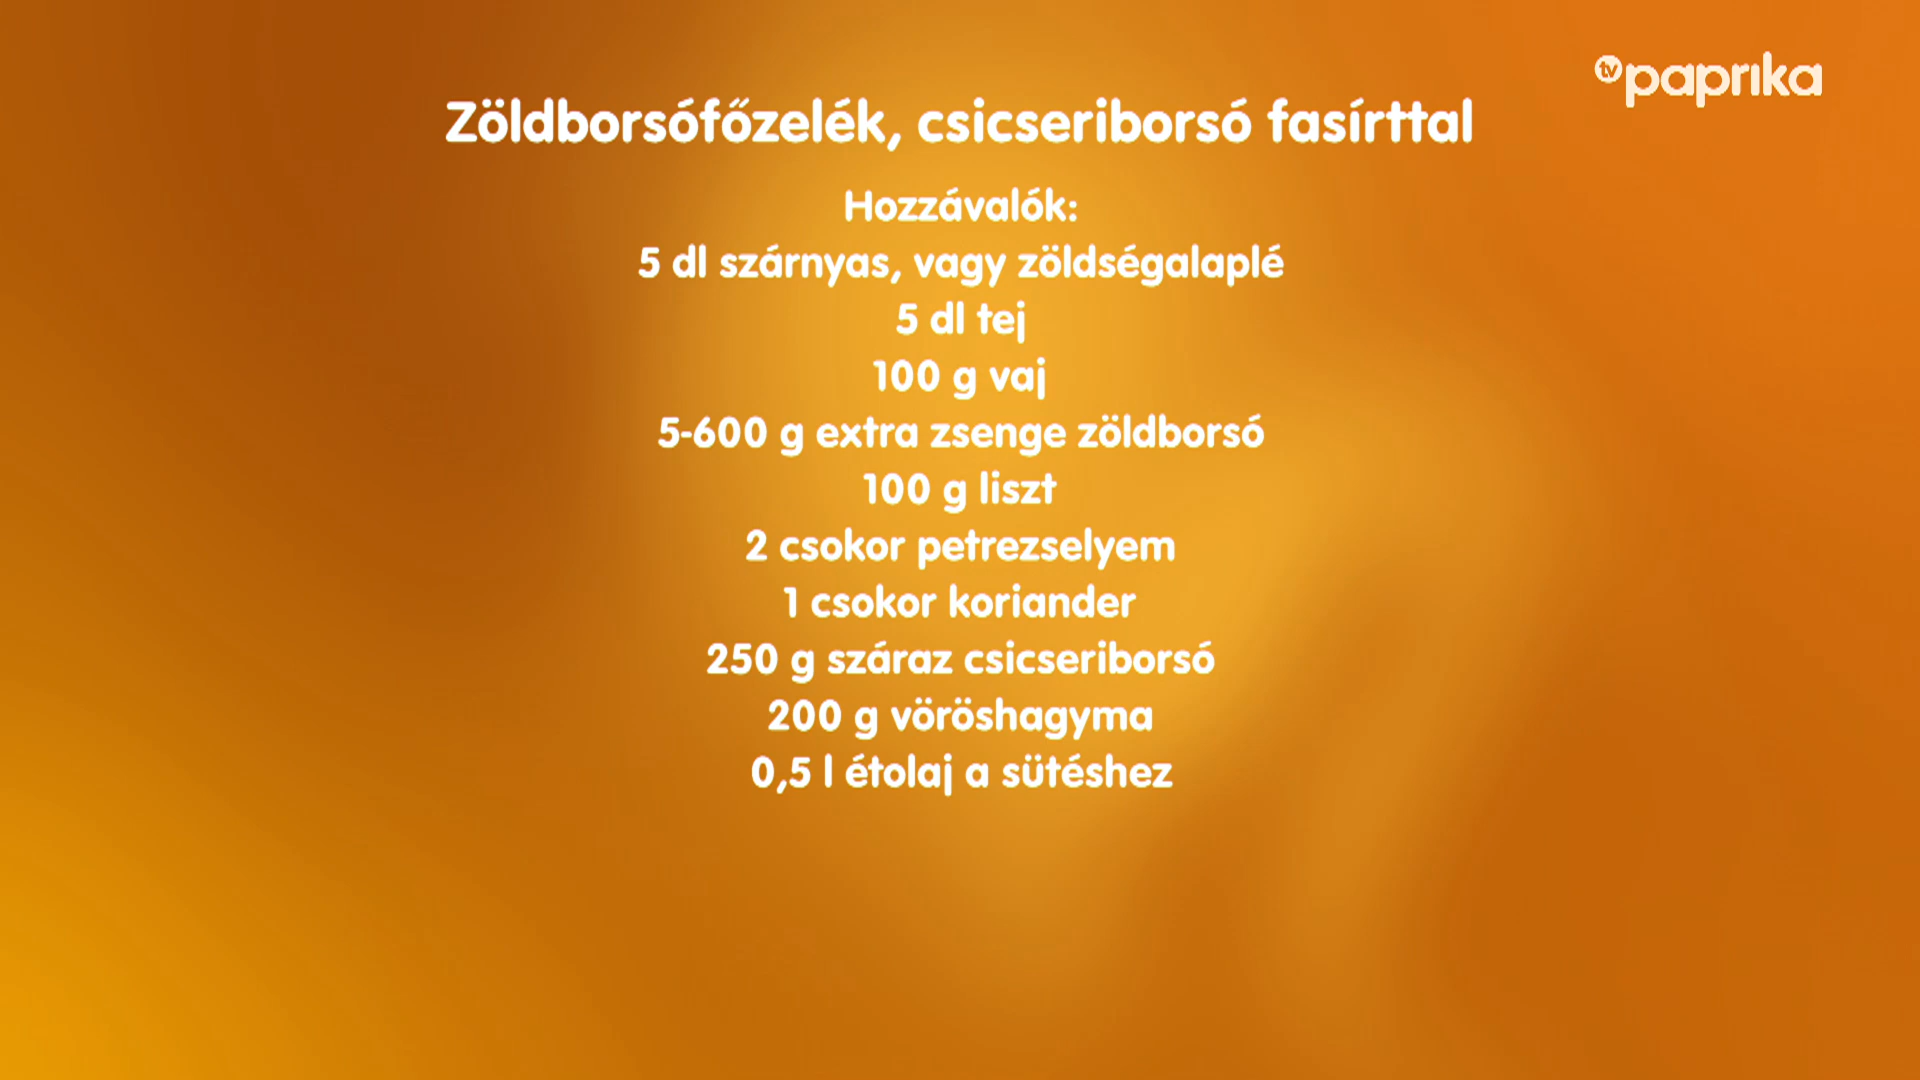 tv paprika
Zöldborsófőzelék, csicseriborsó fasírttal
Hozzávalók:
5 dl szárnyas, vagy zöldségalaplé
5 dl tej
100 g vaj
5-600 g extra zsenge zöldborsó
100 g liszt
2 csokor petrezselyem
1 csokor koriander
250 g száraz csicseriborsó
200 g vöröshagyma
0,5 l étolaj a sütéshez